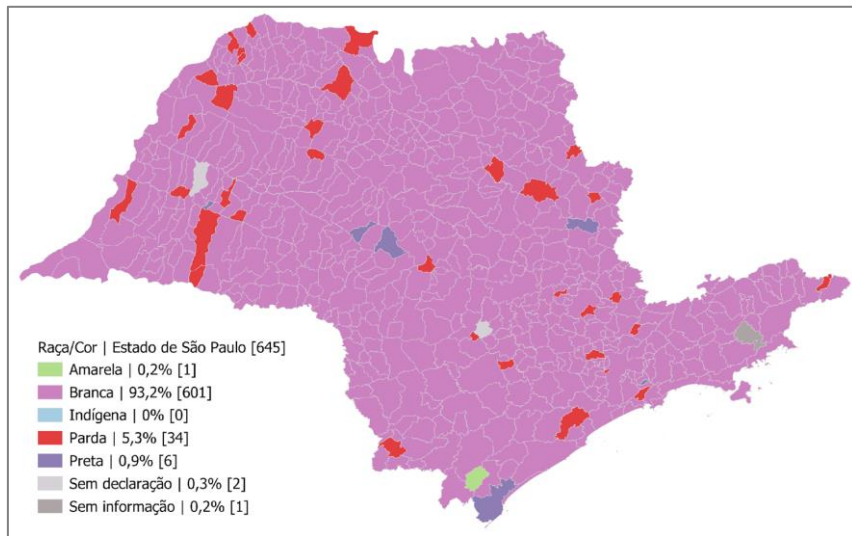 Raça/Cor | Estado de São Paulo [645]
Amarela | 0,2% [1]
Branca | 93,2% [601]
Indígena | 0% [0]
Parda | 5,3% [34]
Preta | 0,9% [6]
Sem declaração | 0,3% [2]
Sem informação | 0,2% [1]